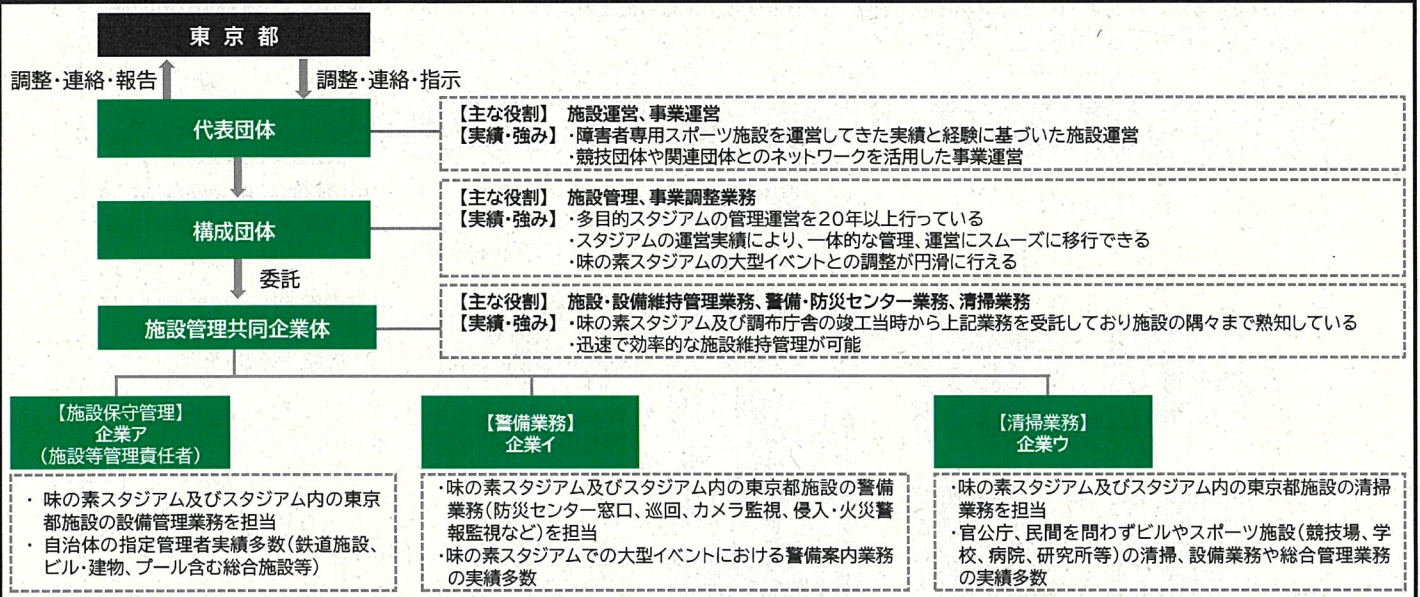 東京都
調整・連絡・報告
調整・連絡・指示
代表団体
【主な役割】 施設運営、事業運営
【実績・強み】・障害者専用スポーツ施設を運営してきた実績と経験に基づいた施設運営
・競技団体や関連団体とのネットワークを活用した事業運営
構成団体
【主な役割】 施設管理、事業調整業務
【実績・強み】・多目的スタジアムの管理運営を20年以上行っている
・スタジアムの運営実績により、一体的な管理、運営にスムーズに移行できる
・味の素スタジアムの大型イベントとの調整が円滑に行える
委託
施設管理共同企業体
【主な役割】 施設・設備維持管理業務、警備・防災センター業務、清掃業務
【実績・強み】・味の素スタジアム及び調布庁舎の竣工当時から上記業務を受託しており施設の隅々まで熟知している
・迅速で効率的な施設維持管理が可能
【施設保守管理】
企業ア
(施設等管理責任者)
・ 味の素スタジアム及びスタジアム内の東京
都施設の設備管理業務を担当
・ 自治体の指定管理者実績多数(鉄道施設、
ビル・建物、プール含む総合施設等)
【警備業務】
企業イ
・味の素スタジアム及びスタジアム内の東京都施設の警備
業務(防災センター窓口、巡回、カメラ監視、侵入・火災警
報監視など)を担当
・味の素スタジアムでの大型イベントにおける警備案内業務
の実績多数
【清掃業務】
企業ウ
・味の素スタジアム及びスタジアム内の東京都施設の清掃
業務を担当
・官公庁、民間を問わずビルやスポーツ施設(競技場、学
校、病院、研究所等)の清掃、設備業務や総合管理業務
の実績多数